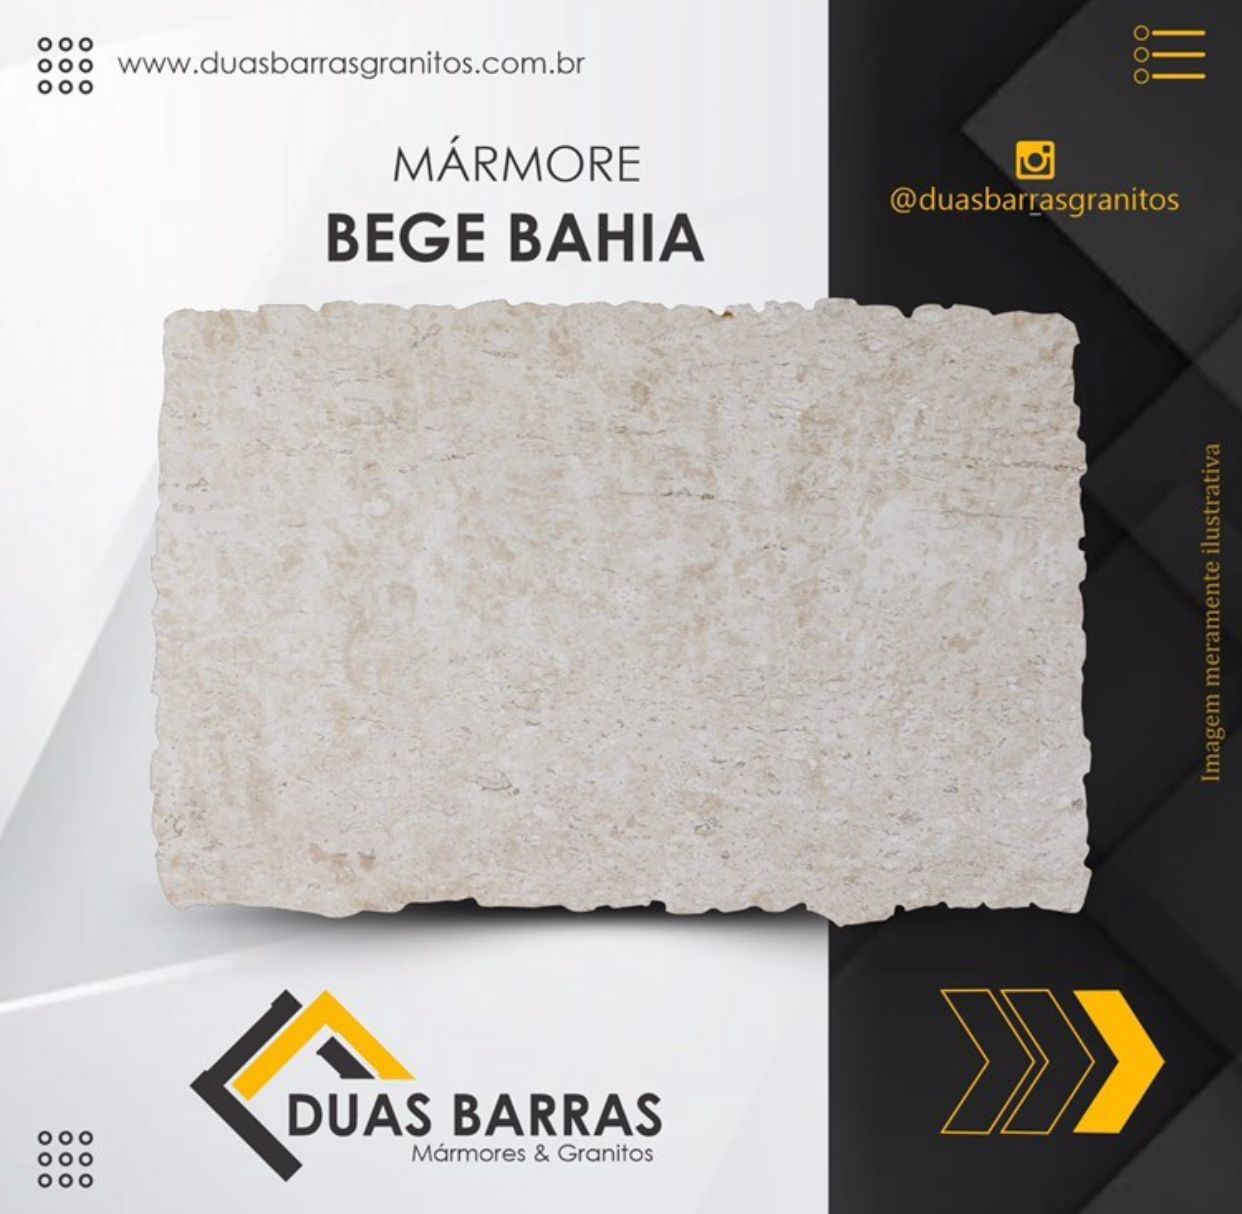 www.duasbarrasgranitos.com.br
MÁRMORE
BEGE BAHIA
@duasbarrasgranitos
Imagem meramente ilustrativa
DUAS BARRAS
Mármores & Granitos